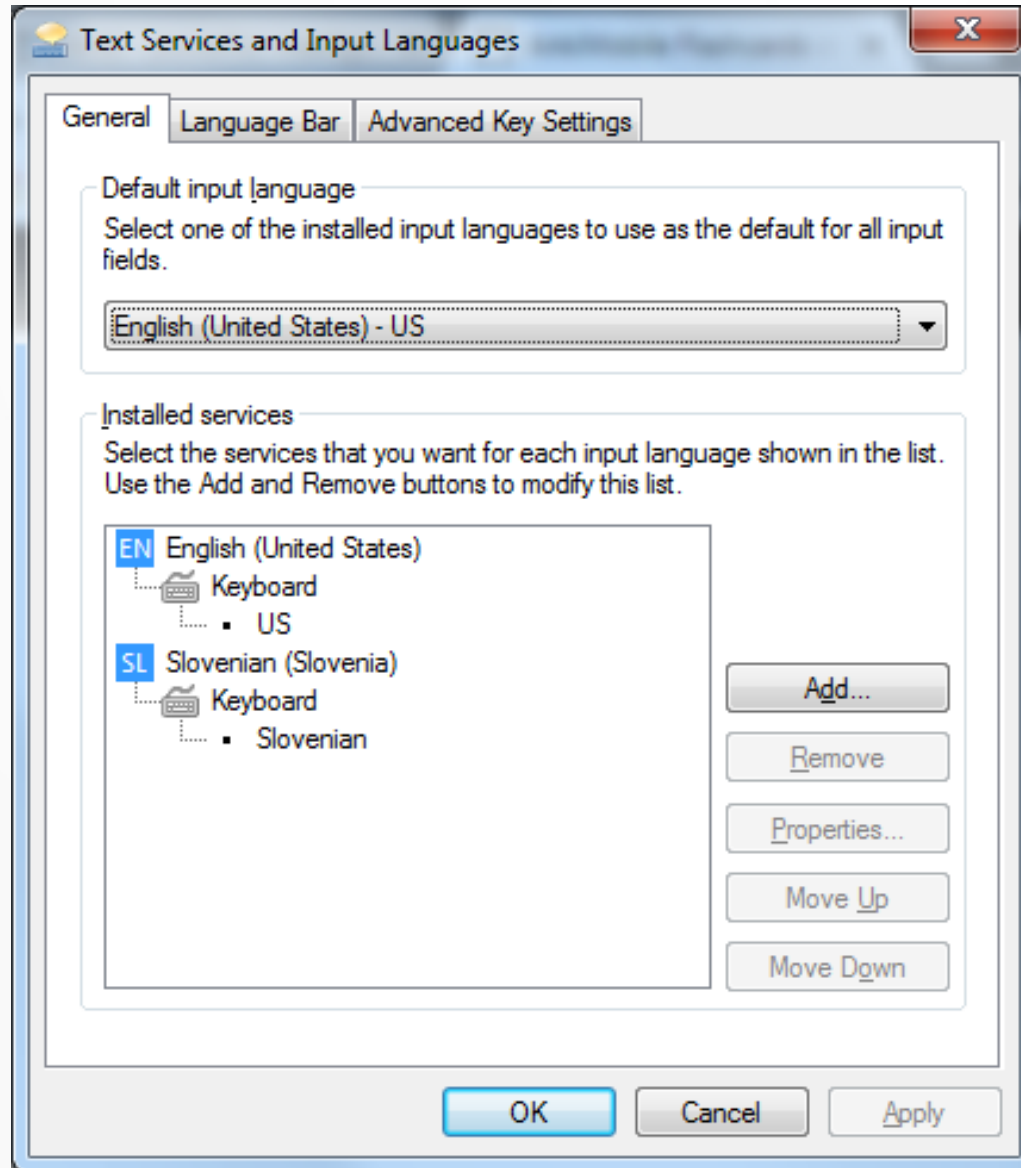 Text Services and Input Languages
General
Language Bar
Advanced Key Settings
Default input language
Select one of the installed input languages to use as the default for all input
fields.
English (United States) - US
Installed services
Select the services that you want for each input language shown in the list.
Use the Add and Remove buttons to modify this list.
EN English (United States)
Keyboard
US
SL Slovenian (Slovenia)
Keyboard
Slovenian
Add...
Remove
Properties...
Move Up
Move Down
OK
Cancel
Apply